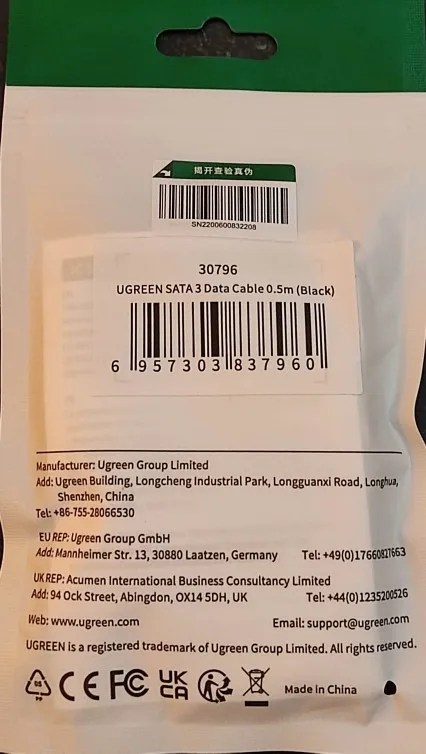 揭开查验真伪
SN2200600832208
30796
UGREEN SATA 3 Data Cable 0.5m (Black)
6 957303 837960
Manufacturer: Ugreen Group Limited
Add: Ugreen Building, Longcheng Industrial Park, Longguanxi Road, Longhua,
Shenzhen, China
Tel: +86-755-28066530
EU REP: Ugreen Group GmbH
Add: Mannheimer Str. 13, 30880 Laatzen, Germany Tel: +49(0)17660827663
UK REP: Acumen International Business Consultancy Limited
Add: 94 Ock Street, Abingdon, OX14 5DH, UK Tel: +44(0)1235200526
Web: www.ugreen.com Email: support@ugreen.com
UGREEN is a registered trademark of Ugreen Group Limited. All rights reserved.
05 PP CE FC UK CA Made in China